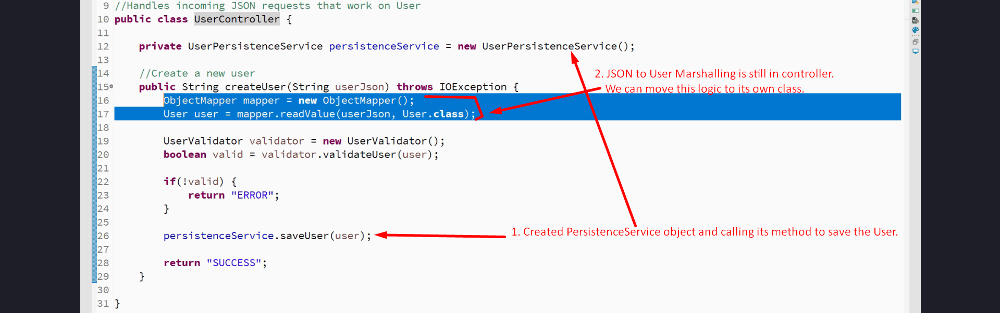 9 //Handles incoming JSON requests that work on User
10 public class UserController {
11
12 private UserPersistenceService persistenceService = new UserPersistenceService();
13
14 //Create a new user
15 public String createUser(String userJson) throws IOException {
16 ObjectMapper mapper = new ObjectMapper();
17 User user = mapper.readValue(userJson, User.class);
18
19 UserValidator validator = new UserValidator();
20 boolean valid = validator.validateUser(user);
21
22 if(!valid) {
23 return "ERROR";
24 }
25
26 persistenceService.saveUser(user);
27
28 return "SUCCESS";
29 }
30
31 }
2. JSON to User Marshalling is still in controller.
We can move this logic to its own class.
1. Created PersistenceService object and calling its method to save the User.